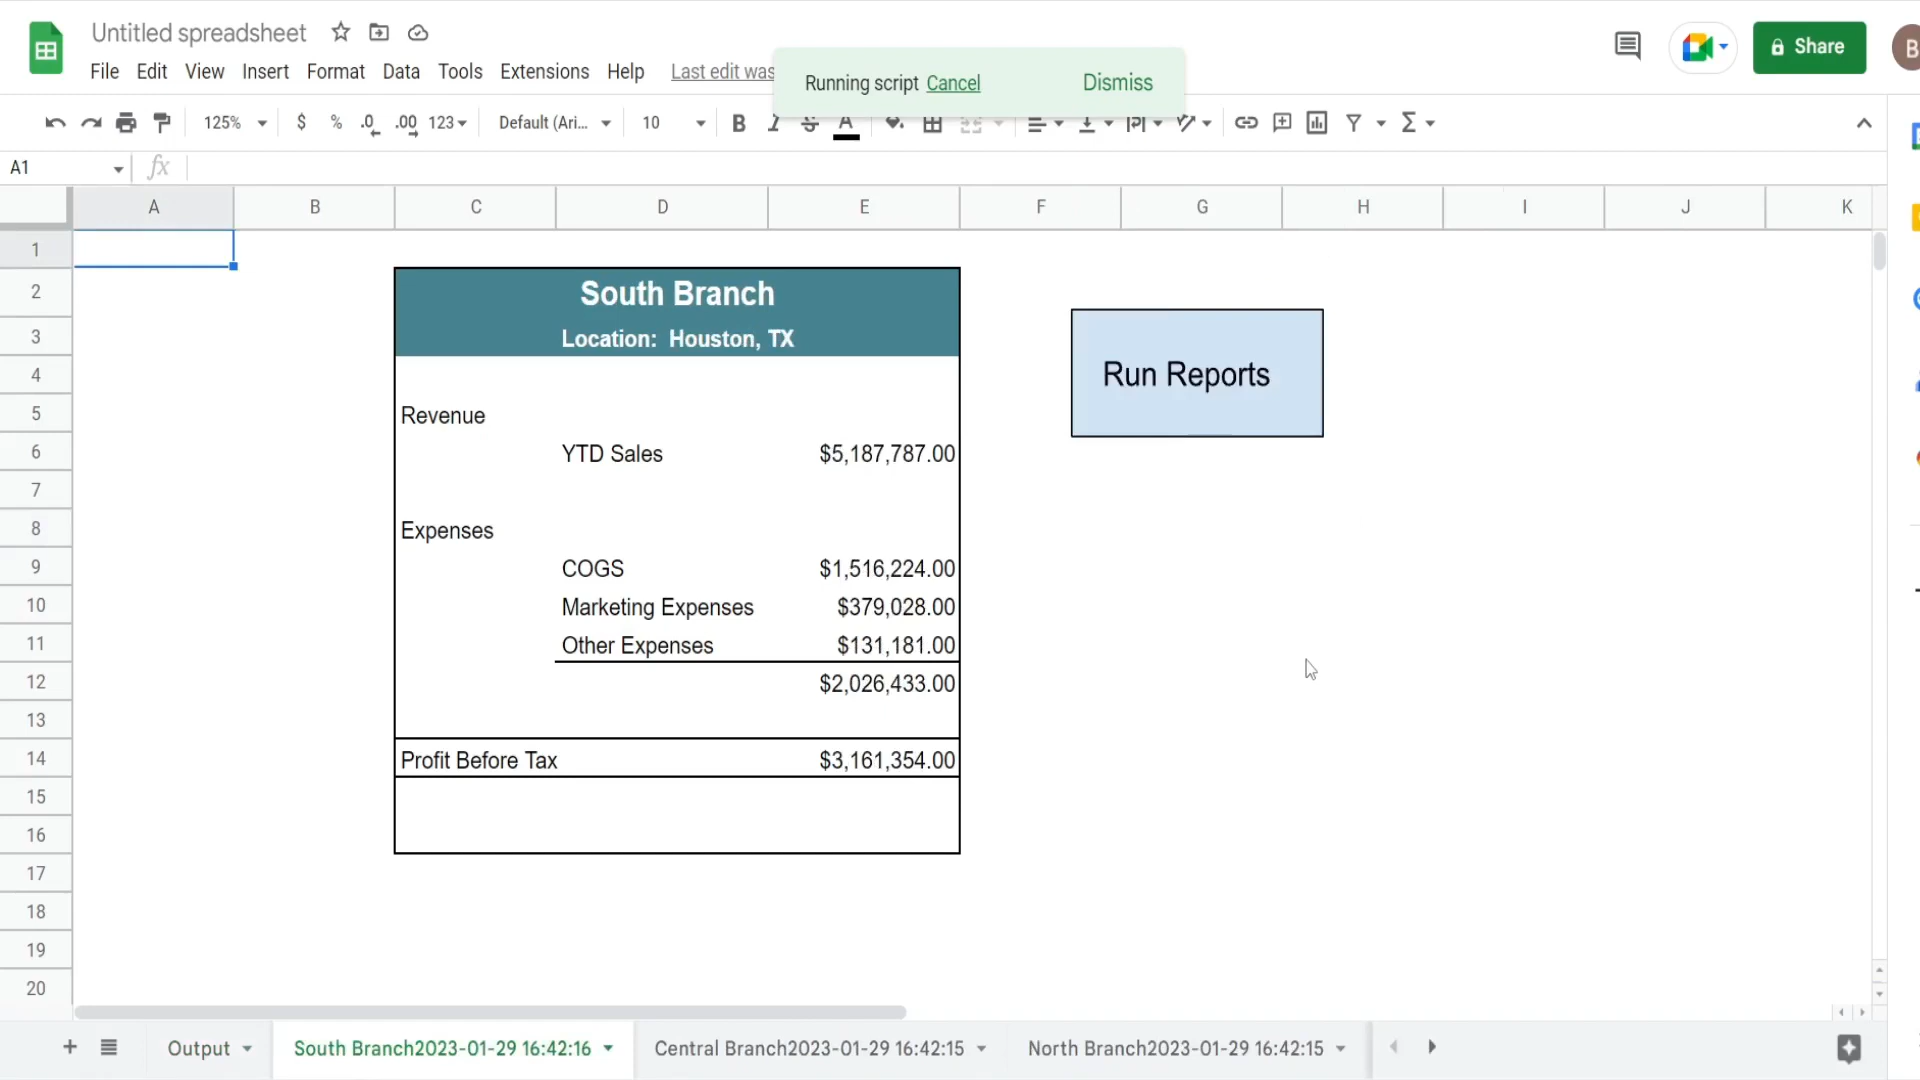 Untitled spreadsheet
File Edit View Insert Format Data Tools Extensions Help Last edit was
Running script Cancel Dismiss
Share
B
125% $ % .0 .00 123 Default (Ari... 10 B I S A
A1 fx
A B C D E F G H I J K
1
2 South Branch
3 Location: Houston, TX
Run Reports
4
5 Revenue
6 YTD Sales $5,187,787.00
7
8 Expenses
9 COGS $1,516,224.00
10 Marketing Expenses $379,028.00
11 Other Expenses $131,181.00
12 $2,026,433.00
13
14 Profit Before Tax $3,161,354.00
15
16
17
18
19
20
+ Output South Branch2023-01-29 16:42:16 Central Branch2023-01-29 16:42:15 North Branch2023-01-29 16:42:15